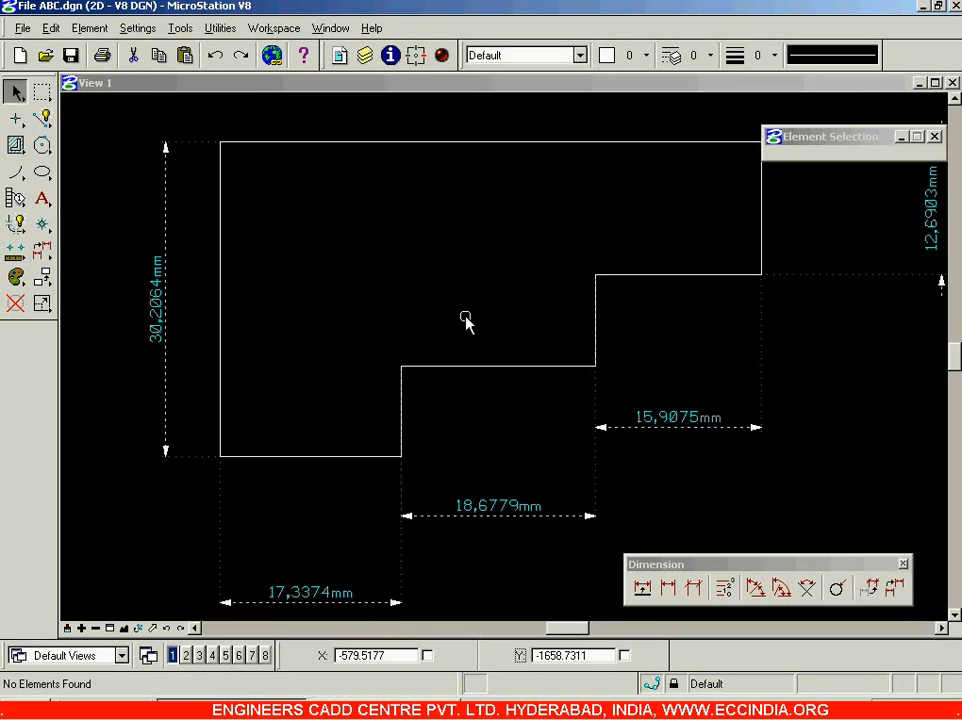 File ABC.dgn (2D - V8 DGN) - MicroStation V8
File Edit Element Settings Tools Utilities Workspace Window Help
Default 0 0 0
View 1
Element Selection
12,6903mm
30,2064mm
15,9075mm
18,6779mm
Dimension
17,3374mm
Default Views 1 2 3 4 5 6 7 8 X: -579.5177 Y: -1658.7311
No Elements Found Default
ENGINEERS CADD CENTRE PVT. LTD. HYDERABAD, INDIA, WWW.ECCINDIA.ORG